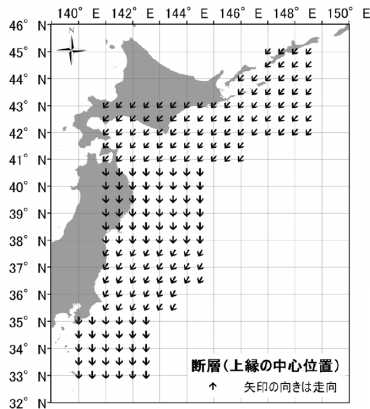 140° E 142° E 144° E 146° E 148° E 150° E
N
46° N
45° N
44° N
43° N
42° N
41° N
40° N
39° N
38° N
37° N
36° N
35° N
34° N
33° N
32° N
断層(上縁の中心位置)
矢印の向きは走向